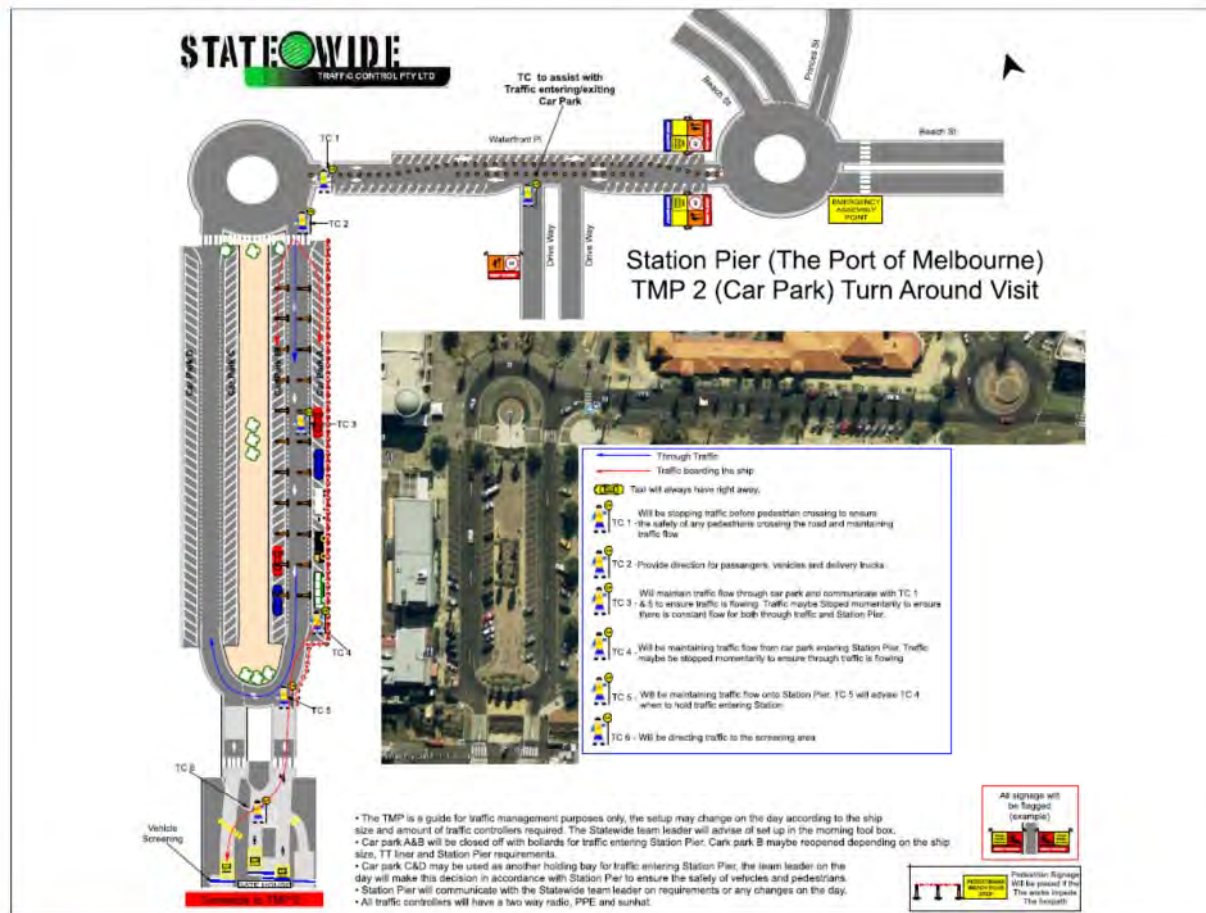 STATEWIDE
TRAFFIC CONTROL PTY LTD
TC to assist with
Traffic entering/exiting
Car Park
Beach St
Princes St
Beach St
Waterfront Pl
TC 1
TC 2
EMERGENCY
ASSEMBLY
POINT
Drive Way
Drive Way
Station Pier (The Port of Melbourne)
TMP 2 (Car Park) Turn Around Visit
Car Park D
Car Park C
Car Park B
Car Park A
TC 3
TC 4
TC 5
TC 6
Through Traffic
Traffic boarding the ship
Taxi will always have right away.
TC 1 - Will be stopping traffic before pedestrian crossing to ensure
the safety of any pedestrians crossing the road and maintaining
traffic flow
TC 2 - Provide direction for passangers, vehicles and delivery trucks
TC 3 - Will maintain traffic flow through car park and communicate with TC 1
& 5 to ensure traffic is flowing. Traffic maybe Stoped momentarily to ensure
there is constant flow for both through traffic and Station Pier.
TC 4 - Will be maintaining traffic flow from car park entering Station Pier. Traffic
maybe be stopped momentarily to ensure through traffic is flowing
TC 5 - Will be maintaining traffic flow onto Station Pier. TC 5 will advise TC 4
when to hold traffic entering Station
TC 6 - Will be directing traffic to the screening area
Vehicle
Screening
GATE HOUSE
• The TMP is a guide for traffic management purposes only, the setup may change on the day according to the ship
size and amount of traffic controllers required. The Statewide team leader will advise of set up in the morning tool box.
• Car park A&B will be closed off with bollards for traffic entering Station Pier. Cark park B maybe reopened depending on the ship
size, TT liner and Station Pier requirements.
• Car park C&D may be used as another holding bay for traffic entering Station Pier, the team leader on the
day will make this decision in accordance with Station Pier to ensure the safety of vehicles and pedestrians.
• Station Pier will communicate with the Statewide team leader on requirements or any changes on the day.
• All traffic controllers will have a two way radio, PPE and sunhat.
All signage will
be flagged
(example)
Pedestrian Signage
Will be placed if the
The works impede
The footpath